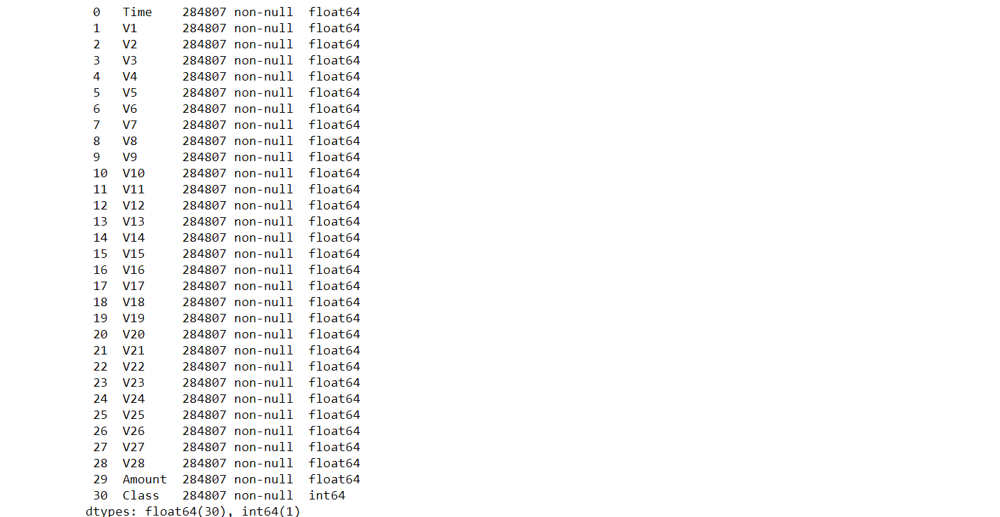 0   Time    284807 non-null  float64
1   V1      284807 non-null  float64
2   V2      284807 non-null  float64
3   V3      284807 non-null  float64
4   V4      284807 non-null  float64
5   V5      284807 non-null  float64
6   V6      284807 non-null  float64
7   V7      284807 non-null  float64
8   V8      284807 non-null  float64
9   V9      284807 non-null  float64
10  V10     284807 non-null  float64
11  V11     284807 non-null  float64
12  V12     284807 non-null  float64
13  V13     284807 non-null  float64
14  V14     284807 non-null  float64
15  V15     284807 non-null  float64
16  V16     284807 non-null  float64
17  V17     284807 non-null  float64
18  V18     284807 non-null  float64
19  V19     284807 non-null  float64
20  V20     284807 non-null  float64
21  V21     284807 non-null  float64
22  V22     284807 non-null  float64
23  V23     284807 non-null  float64
24  V24     284807 non-null  float64
25  V25     284807 non-null  float64
26  V26     284807 non-null  float64
27  V27     284807 non-null  float64
28  V28     284807 non-null  float64
29  Amount  284807 non-null  float64
30  Class   284807 non-null  int64
dtypes: float64(30), int64(1)